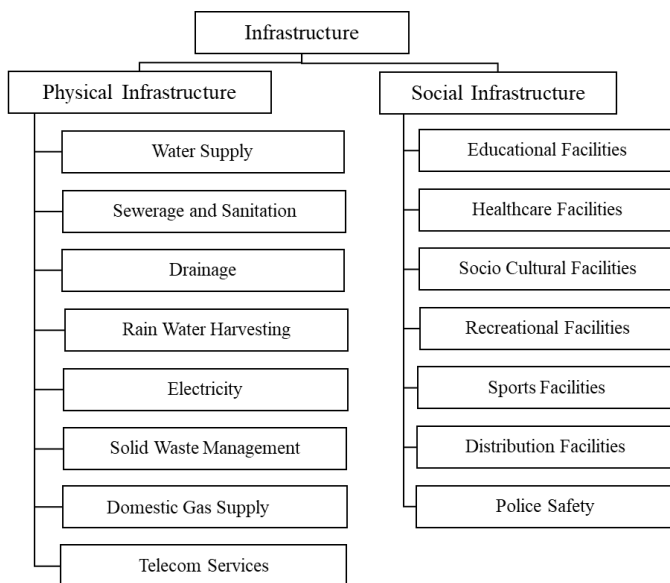 Infrastructure
Physical Infrastructure
Water Supply
Sewerage and Sanitation
Drainage
Rain Water Harvesting
Electricity
Solid Waste Management
Domestic Gas Supply
Telecom Services
Social Infrastructure
Educational Facilities
Healthcare Facilities
Socio Cultural Facilities
Recreational Facilities
Sports Facilities
Distribution Facilities
Police Safety